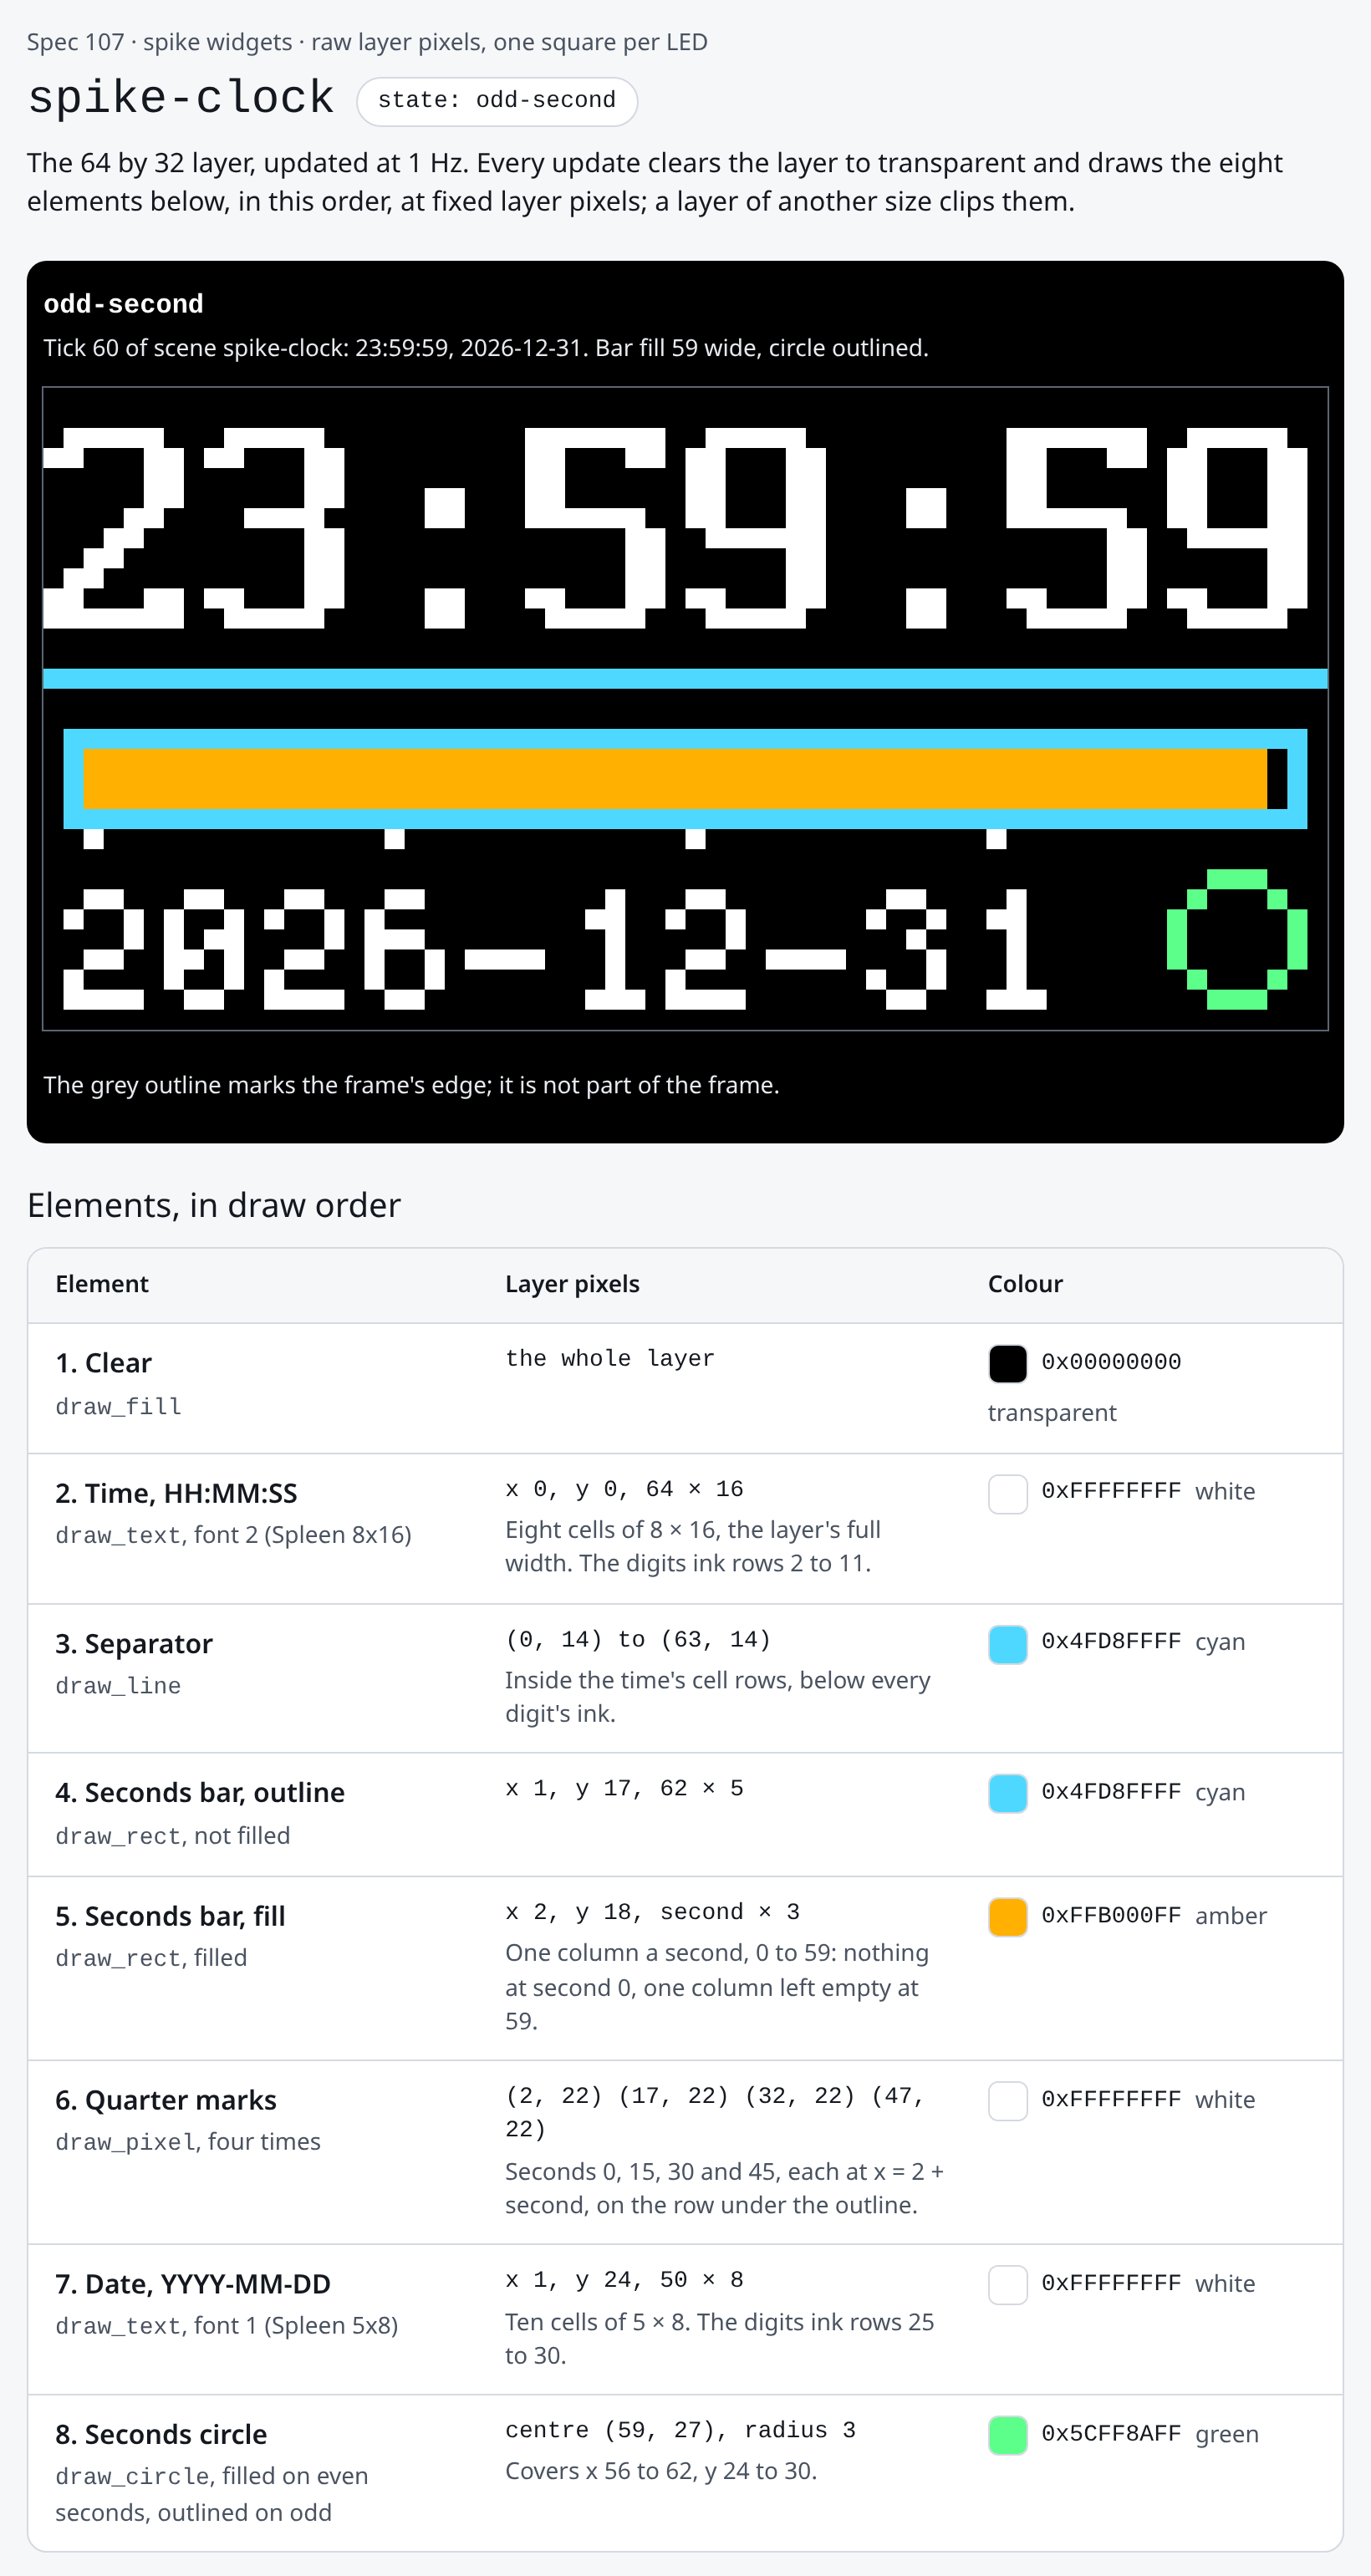 Spec 107 · spike widgets · raw layer pixels, one square per LED
spike-clock
state: odd-second
The 64 by 32 layer, updated at 1 Hz. Every update clears the layer to transparent and draws the eight
elements below, in this order, at fixed layer pixels; a layer of another size clips them.
odd-second
Tick 60 of scene spike-clock: 23:59:59, 2026-12-31. Bar fill 59 wide, circle outlined.
23:59:59
2026-12-31
The grey outline marks the frame's edge; it is not part of the frame.
Elements, in draw order
Element
Layer pixels
Colour
1. Clear
draw_fill
the whole layer
0x00000000
transparent
2. Time, HH:MM:SS
draw_text, font 2 (Spleen 8x16)
x 0, y 0, 64 × 16
Eight cells of 8 × 16, the layer's full
width. The digits ink rows 2 to 11.
0xFFFFFFFF white
3. Separator
draw_line
(0, 14) to (63, 14)
Inside the time's cell rows, below every
digit's ink.
0x4FD8FFFF cyan
4. Seconds bar, outline
draw_rect, not filled
x 1, y 17, 62 × 5
0x4FD8FFFF cyan
5. Seconds bar, fill
draw_rect, filled
x 2, y 18, second × 3
One column a second, 0 to 59: nothing
at second 0, one column left empty at
59.
0xFFB000FF amber
6. Quarter marks
draw_pixel, four times
(2, 22) (17, 22) (32, 22) (47,
22)
Seconds 0, 15, 30 and 45, each at x = 2 +
second, on the row under the outline.
0xFFFFFFFF white
7. Date, YYYY-MM-DD
draw_text, font 1 (Spleen 5x8)
x 1, y 24, 50 × 8
Ten cells of 5 × 8. The digits ink rows 25
to 30.
0xFFFFFFFF white
8. Seconds circle
draw_circle, filled on even
seconds, outlined on odd
centre (59, 27), radius 3
Covers x 56 to 62, y 24 to 30.
0x5CFF8AFF green